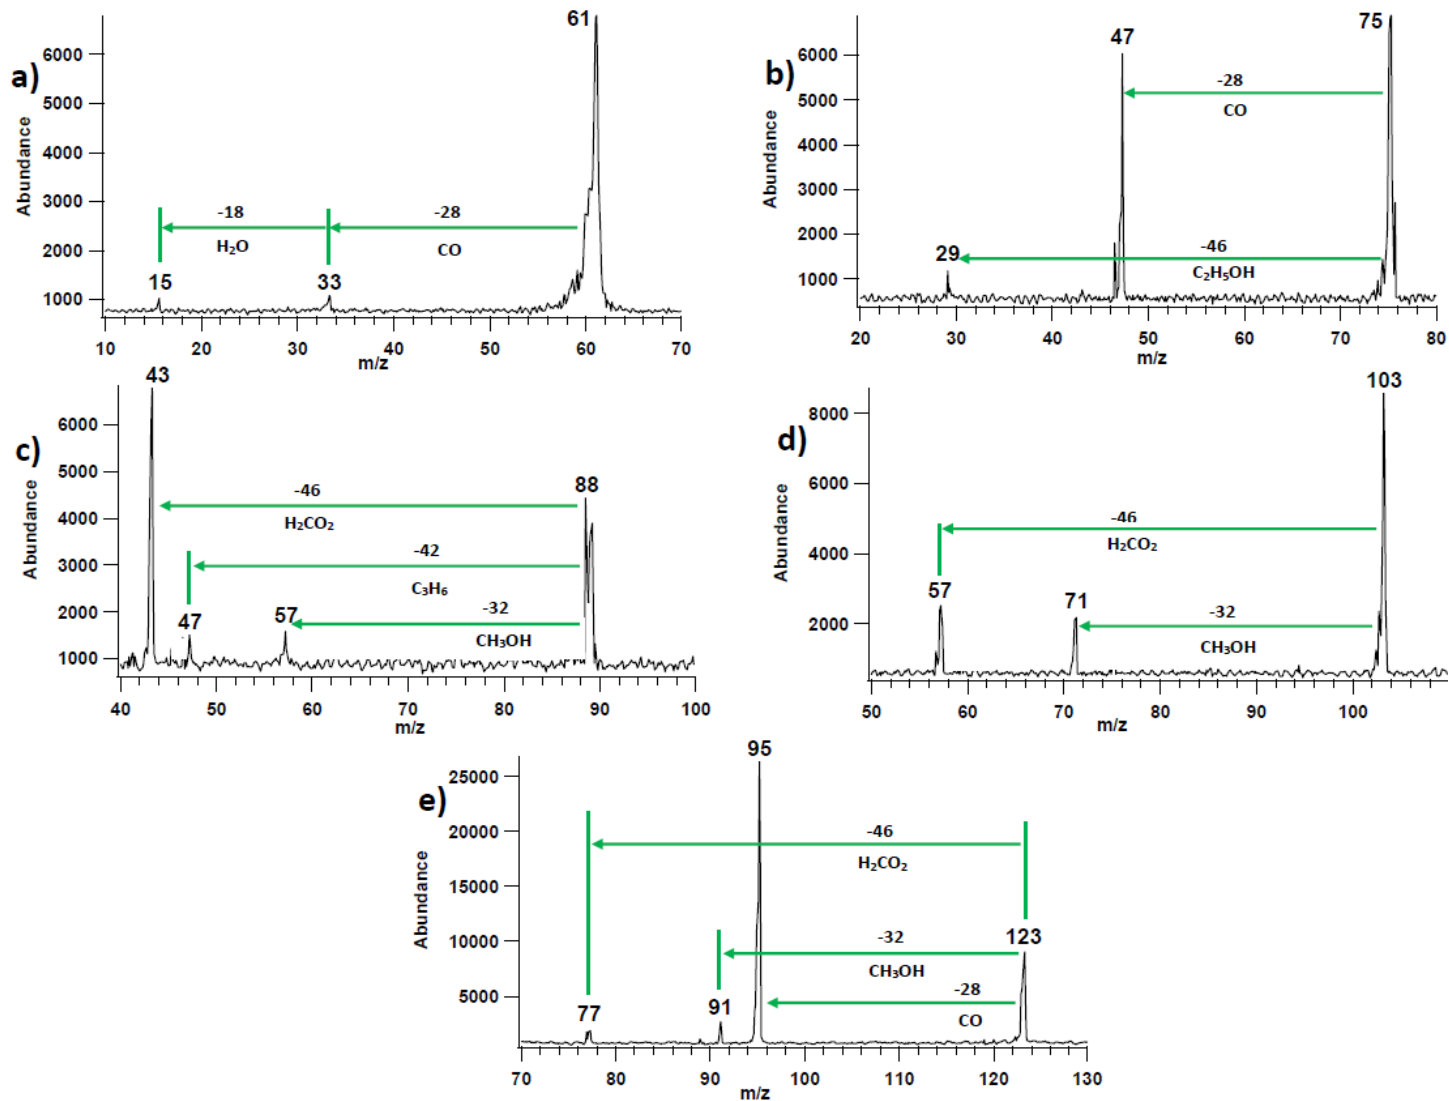 a)
Abundance
6000
5000
4000
3000
2000
1000
61
-18
-28
H₂O
CO
15
33
10 20 30 40 50 60 70
m/z
b)
Abundance
6000
5000
4000
3000
2000
1000
75
47
-28
CO
-46
C₂H₅OH
29
20 30 40 50 60 70 80
m/z
c)
Abundance
6000
5000
4000
3000
2000
1000
43
-46
H₂CO₂
88
-42
C₃H₆
47
57
-32
CH₃OH
40 50 60 70 80 90 100
m/z
d)
Abundance
8000
6000
4000
2000
103
-46
H₂CO₂
57
71
-32
CH₃OH
50 60 70 80 90 100
m/z
e)
Abundance
25000
20000
15000
10000
5000
95
-46
H₂CO₂
-32
CH₃OH
123
-28
CO
77
91
70 80 90 100 110 120 130
m/z